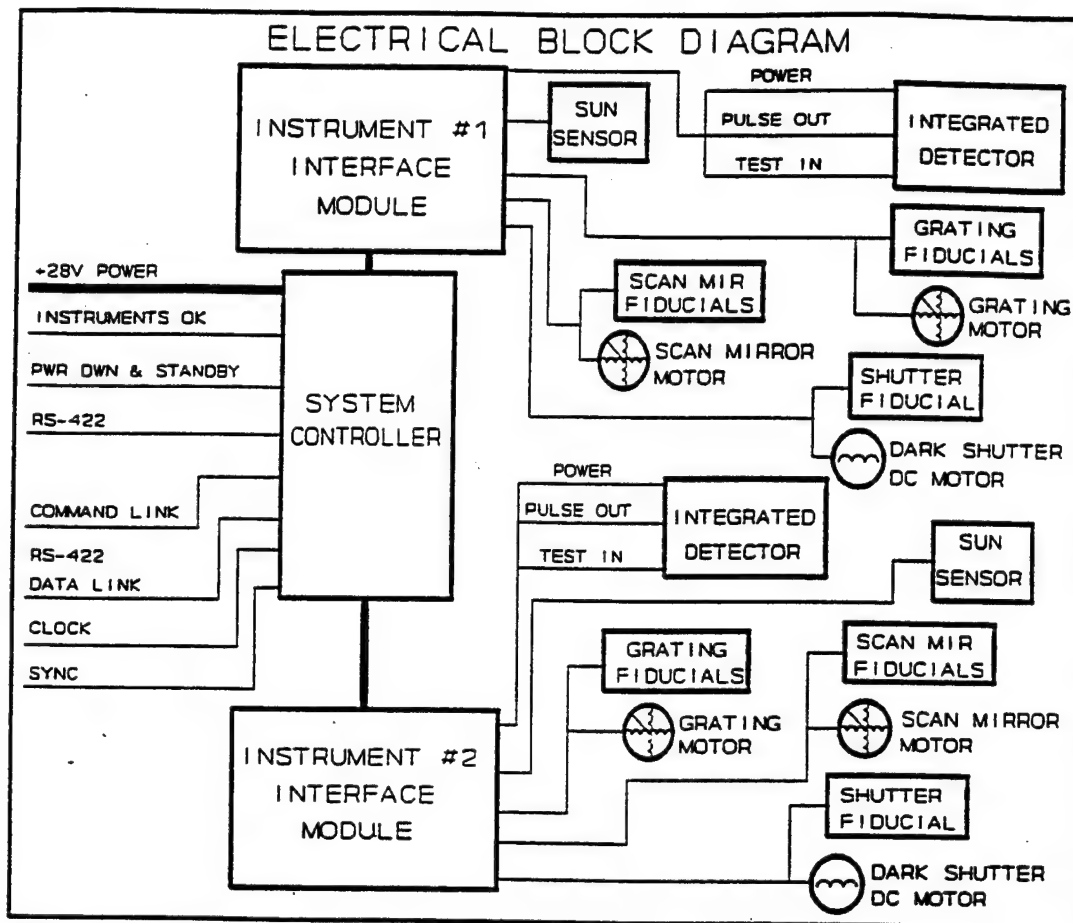 ELECTRICAL BLOCK DIAGRAM
INSTRUMENT #1
INTERFACE
MODULE
SUN
SENSOR
POWER
PULSE OUT
TEST IN
INTEGRATED
DETECTOR
GRATING
FIDUCIALS
GRATING
MOTOR
SCAN MIR
FIDUCIALS
SCAN MIRROR
MOTOR
SHUTTER
FIDUCIAL
DARK SHUTTER
DC MOTOR
+28V POWER
INSTRUMENTS OK
PWR DWN & STANDBY
RS-422
COMMAND LINK
RS-422
DATA LINK
CLOCK
SYNC
SYSTEM
CONTROLLER
POWER
PULSE OUT
TEST IN
INTEGRATED
DETECTOR
SUN
SENSOR
GRATING
FIDUCIALS
GRATING
MOTOR
SCAN MIR
FIDUCIALS
SCAN MIRROR
MOTOR
INSTRUMENT #2
INTERFACE
MODULE
SHUTTER
FIDUCIAL
DARK SHUTTER
DC MOTOR